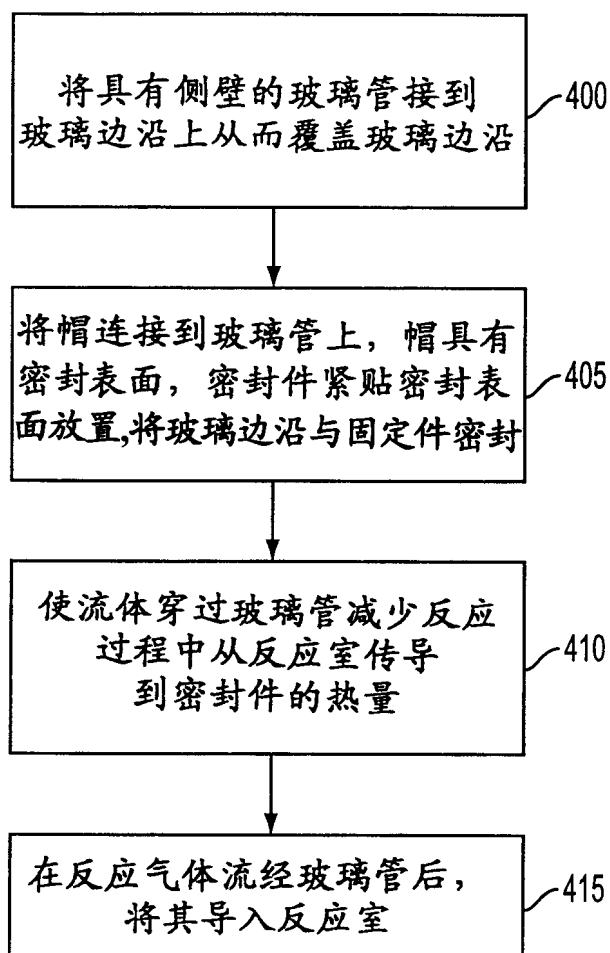 将具有侧壁的玻璃管接到
玻璃边沿上从而覆盖玻璃边沿
400
将帽连接到玻璃管上，帽具有
密封表面，密封件紧贴密封表
面放置,将玻璃边沿与固定件密封
405
使流体穿过玻璃管减少反应
过程中从反应室传导
到密封件的热量
410
在反应气体流经玻璃管后，
将其导入反应室
415